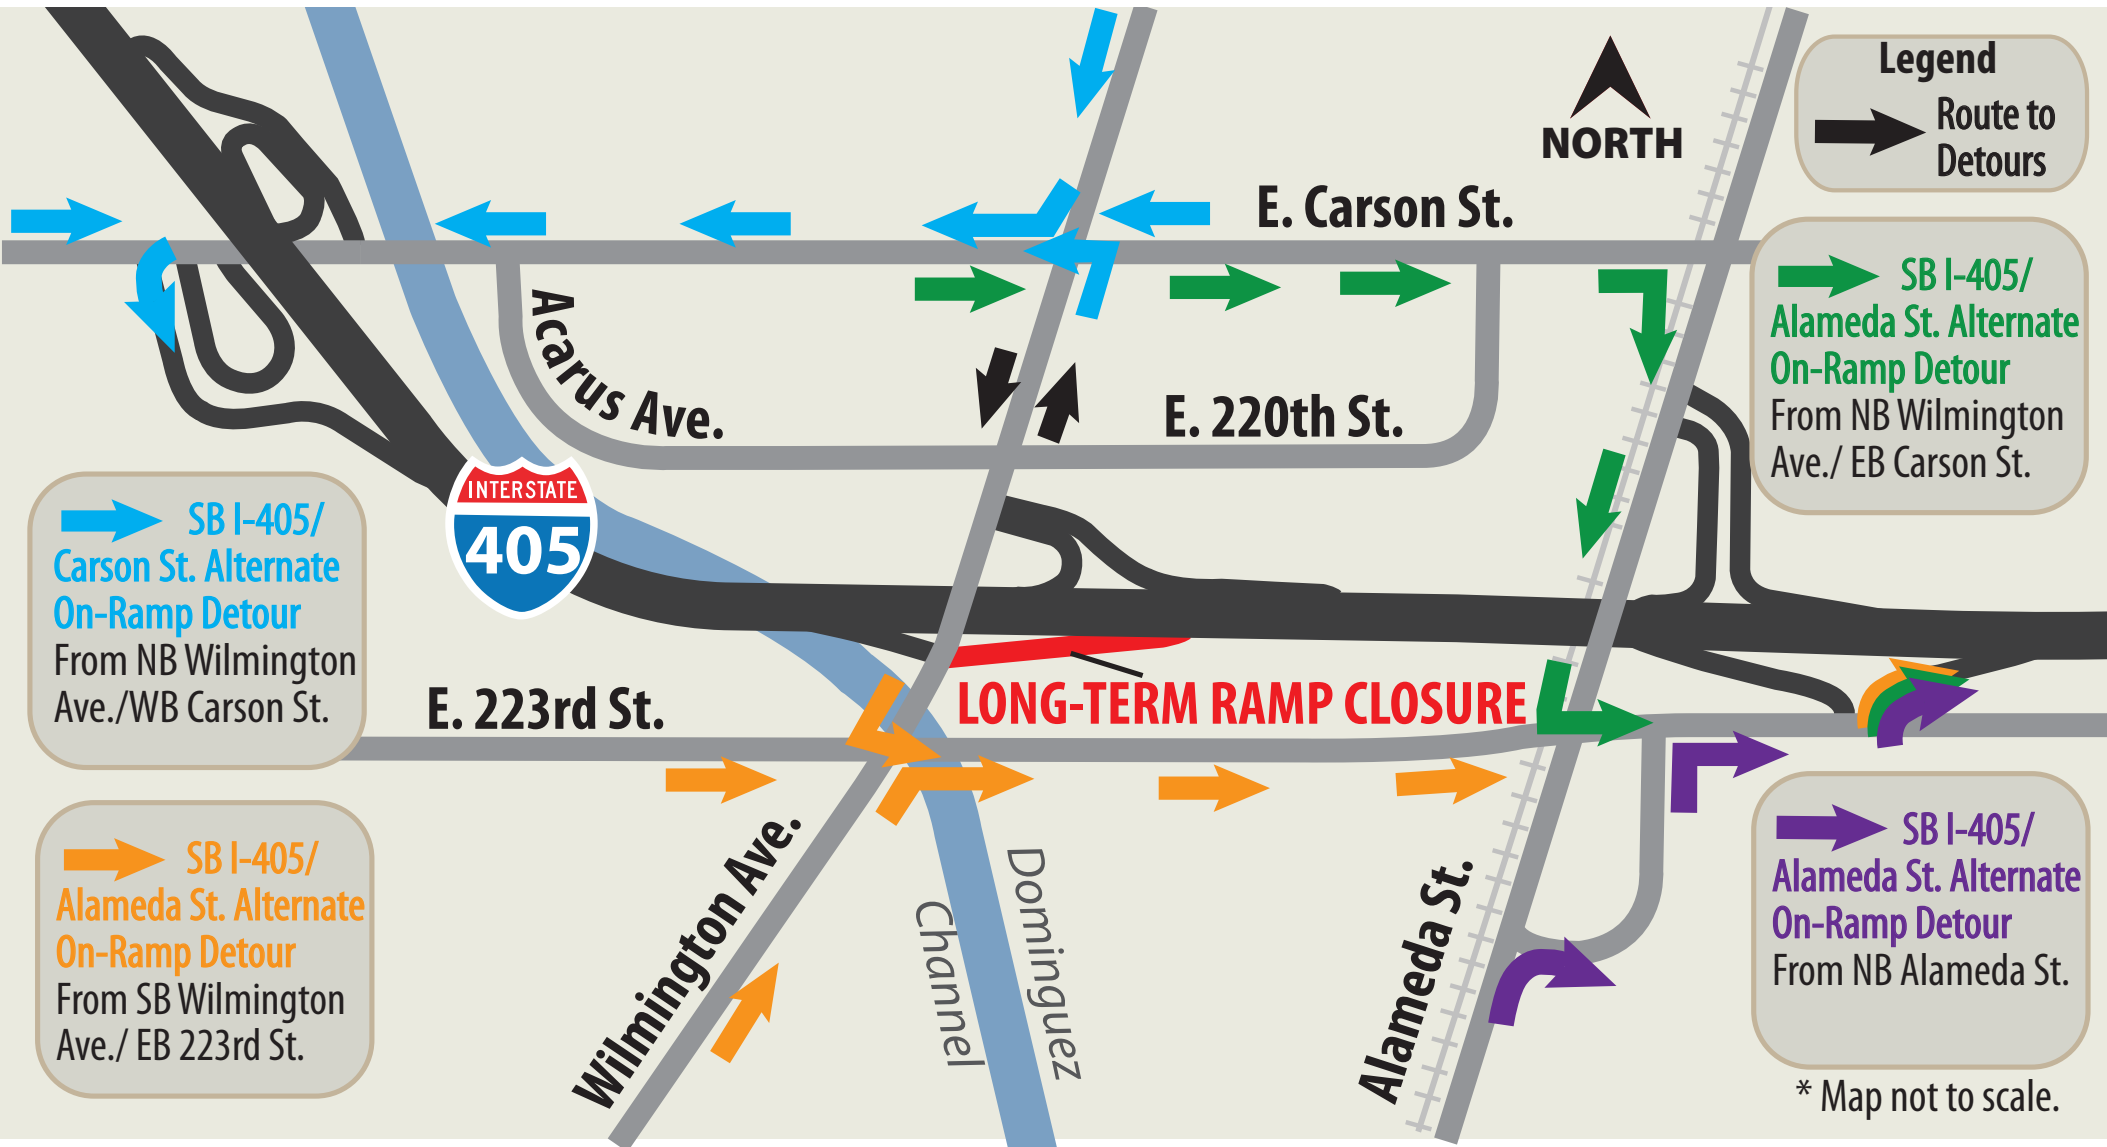 Legend
Route to
Detours
NORTH
E. Carson St.
SB I-405/
Alameda St. Alternate
On-Ramp Detour
From NB Wilmington
Ave./ EB Carson St.
Acarus Ave.
E. 220th St.
INTERSTATE
405
SB I-405/
Carson St. Alternate
On-Ramp Detour
From NB Wilmington
Ave./WB Carson St.
E. 223rd St.
LONG-TERM RAMP CLOSURE
SB I-405/
Alameda St. Alternate
On-Ramp Detour
From SB Wilmington
Ave./ EB 223rd St.
Wilmington Ave.
Dominguez
Channel
Alameda St.
SB I-405/
Alameda St. Alternate
On-Ramp Detour
From NB Alameda St.
* Map not to scale.